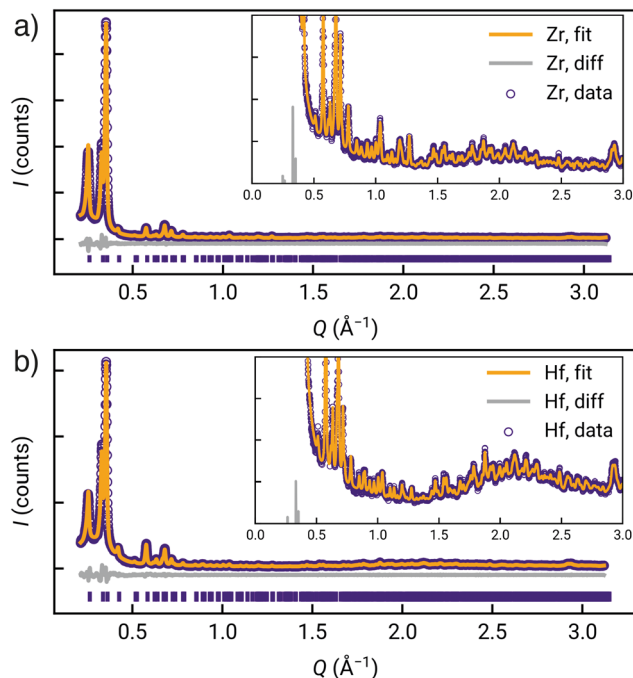 a)
I (counts)
Zr, fit
Zr, diff
Zr, data
0.0 0.5 1.0 1.5 2.0 2.5 3.0
0.5 1.0 1.5 2.0 2.5 3.0
Q (Å⁻¹)
b)
I (counts)
Hf, fit
Hf, diff
Hf, data
0.0 0.5 1.0 1.5 2.0 2.5 3.0
0.5 1.0 1.5 2.0 2.5 3.0
Q (Å⁻¹)